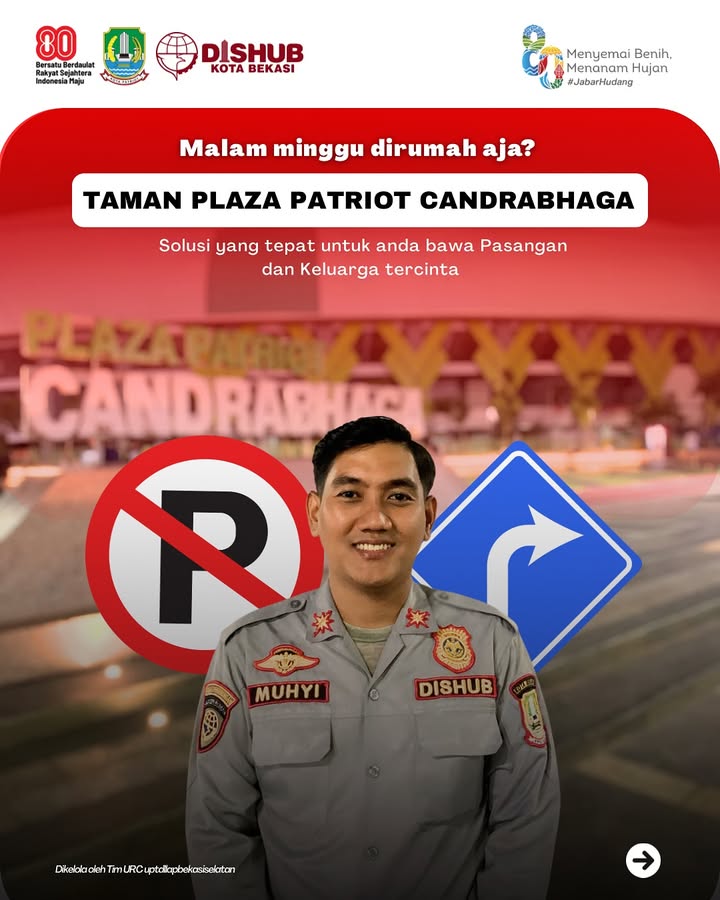 80
Bersatu Berdaulat
Rakyat Sejahtera
Indonesia Maju
DISHUB
KOTA BEKASI
Menyemai Benih,
Menanam Hujan
#JabarHudang
Malam minggu dirumah aja?
TAMAN PLAZA PATRIOT CANDRABHAGA
Solusi yang tepat untuk anda bawa Pasangan
dan Keluarga tercinta
PLAZA PATRIOT
CANDRABHAGA
P
MUHYI
DISHUB
Dikelola oleh Tim URC uptdllapbekasiselatan